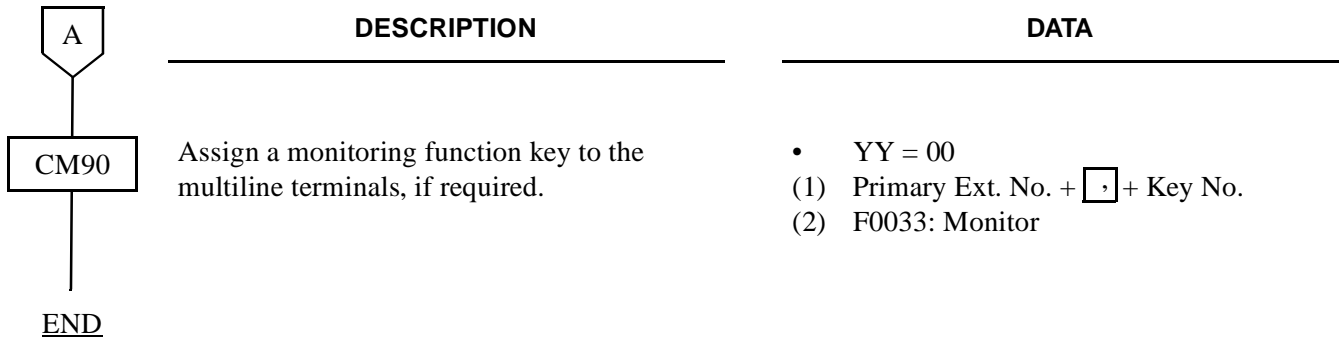 A
DESCRIPTION
DATA
CM90
Assign a monitoring function key to the
multiline terminals, if required.
• YY = 00
(1) Primary Ext. No. + , + Key No.
(2) F0033: Monitor
END